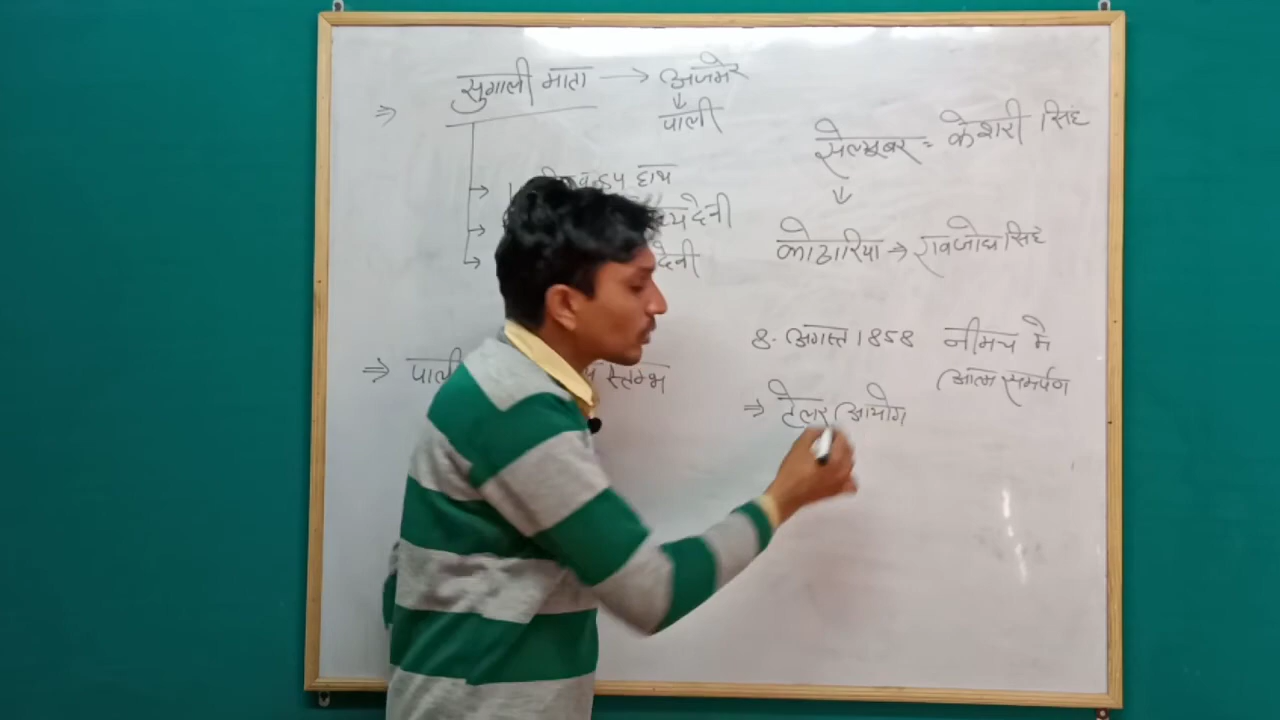 ⇒ सुगाली माता → अजमेर
↓
पाली
→ हाथ
→ देनी
→ देनी
⇒ पाली स्तम्भ
सेल्मूबर = केशरी सिंह
↓
कोठारिया → रावजोधसिंह
8- अगस्त 1858 नीमच मे
आत्म समर्पण
⇒ टेलर आयोग